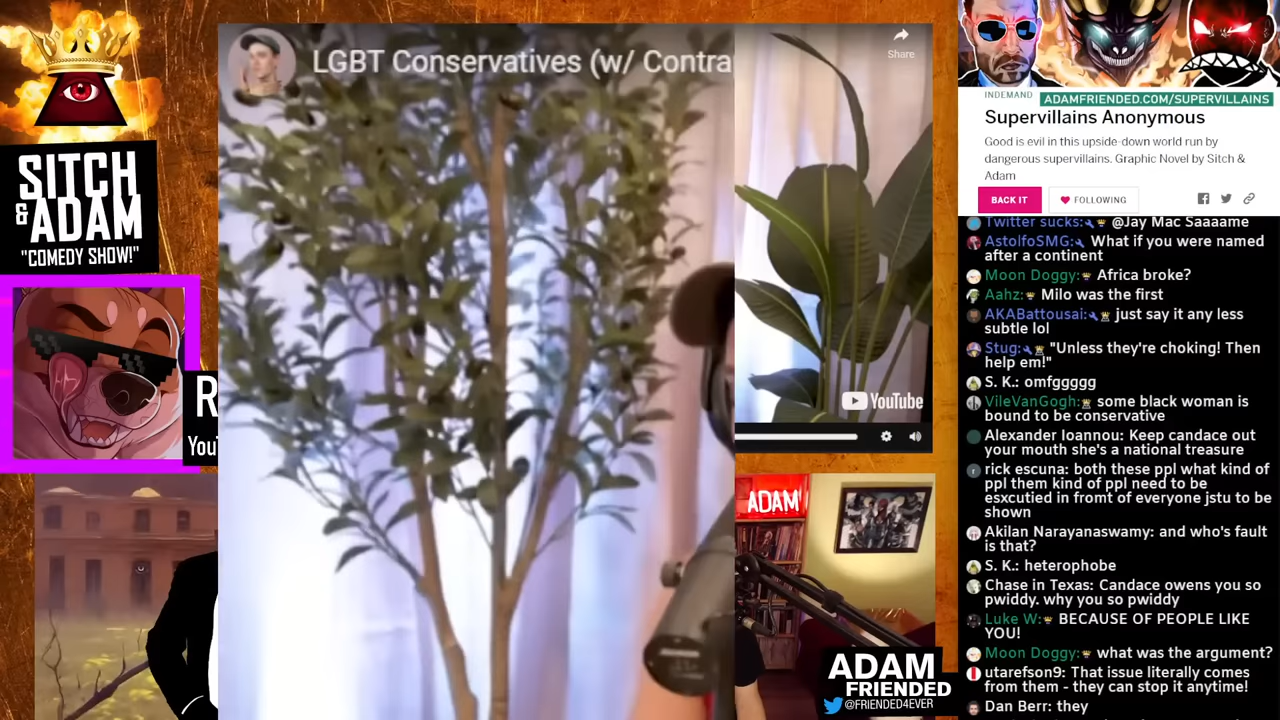 SITCH
& ADAM
"COMEDY SHOW!"
LGBT Conservatives (w/ Contra
Share
YouTube
R
YouT
ADAM
ADAM
FRIENDED
@FRIENDED4EVER
INDEMAND
ADAMFRIENDED.COM/SUPERVILLAINS
Supervillains Anonymous
Good is evil in this upside-down world run by
dangerous supervillains. Graphic Novel by Sitch &
Adam
BACK IT
FOLLOWING
Twitter sucks: @Jay Mac Saaaame
AstolfoSMG: What if you were named
after a continent
Moon Doggy: Africa broke?
Aahz: Milo was the first
AKABattousai: just say it any less
subtle lol
Stug: "Unless they're choking! Then
help em!"
S. K.: omfggggg
VileVanGogh: some black woman is
bound to be conservative
Alexander Ioannou: Keep candace out
your mouth she's a national treasure
rick escuna: both these ppl what kind of
ppl them kind of ppl need to be
esxcutied in fromt of everyone jstu to be
shown
Akilan Narayanaswamy: and who's fault
is that?
S. K.: heterophobe
Chase in Texas: Candace owens you so
pwiddy. why you so pwiddy
Luke W: BECAUSE OF PEOPLE LIKE
YOU!
Moon Doggy: what was the argument?
utarefson9: That issue literally comes
from them - they can stop it anytime!
Dan Berr: they